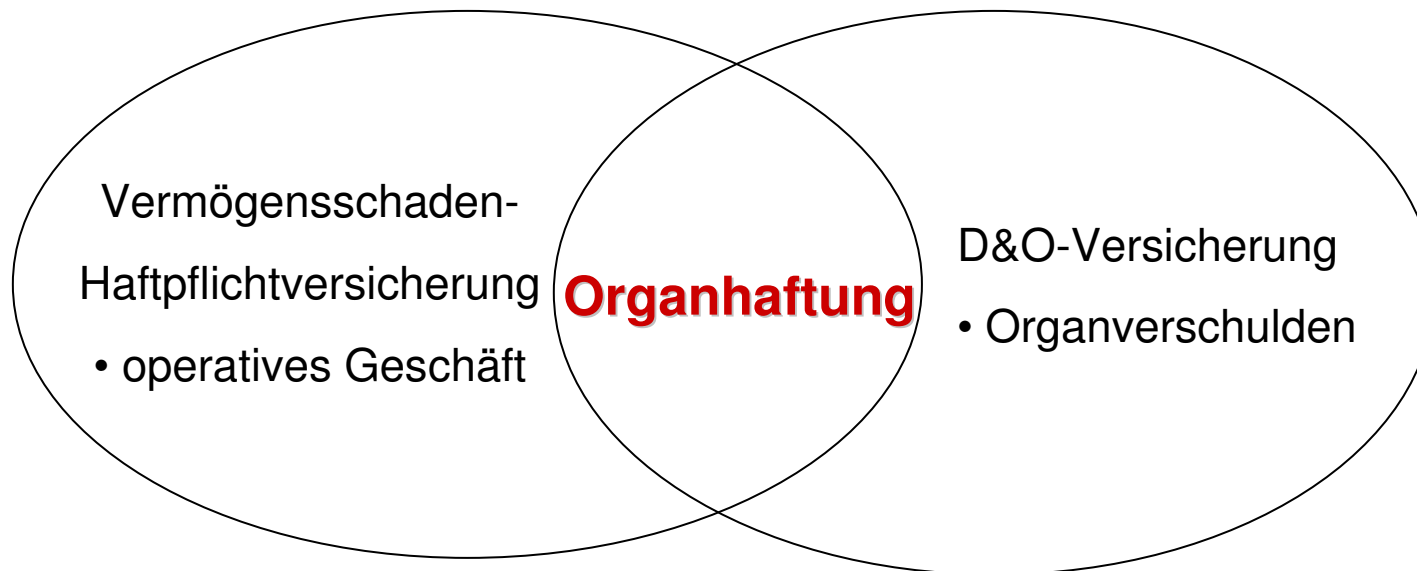 Vermögensschaden-
Haftpflichtversicherung
• operatives Geschäft
Organhaftung
D&O-Versicherung
• Organverschulden